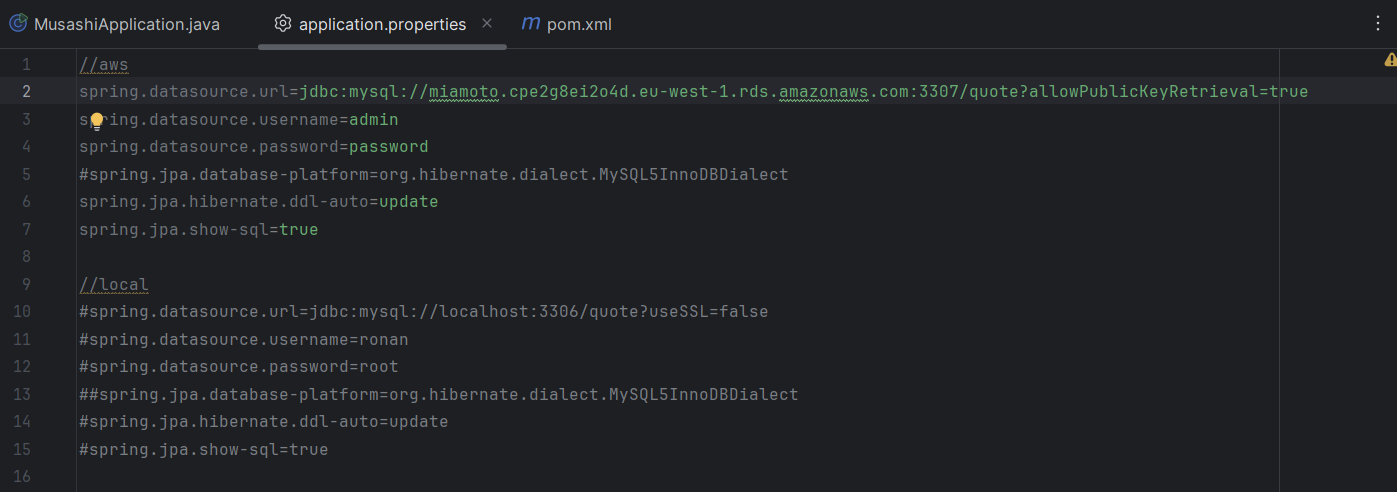 MusashiApplication.java application.properties pom.xml
1 //aws
2 spring.datasource.url=jdbc:mysql://miamoto.cpe2g8ei2o4d.eu-west-1.rds.amazonaws.com:3307/quote?allowPublicKeyRetrieval=true
3 spring.datasource.username=admin
4 spring.datasource.password=password
5 #spring.jpa.database-platform=org.hibernate.dialect.MySQL5InnoDBDialect
6 spring.jpa.hibernate.ddl-auto=update
7 spring.jpa.show-sql=true
8
9 //local
10 #spring.datasource.url=jdbc:mysql://localhost:3306/quote?useSSL=false
11 #spring.datasource.username=ronan
12 #spring.datasource.password=root
13 ##spring.jpa.database-platform=org.hibernate.dialect.MySQL5InnoDBDialect
14 #spring.jpa.hibernate.ddl-auto=update
15 #spring.jpa.show-sql=true
16